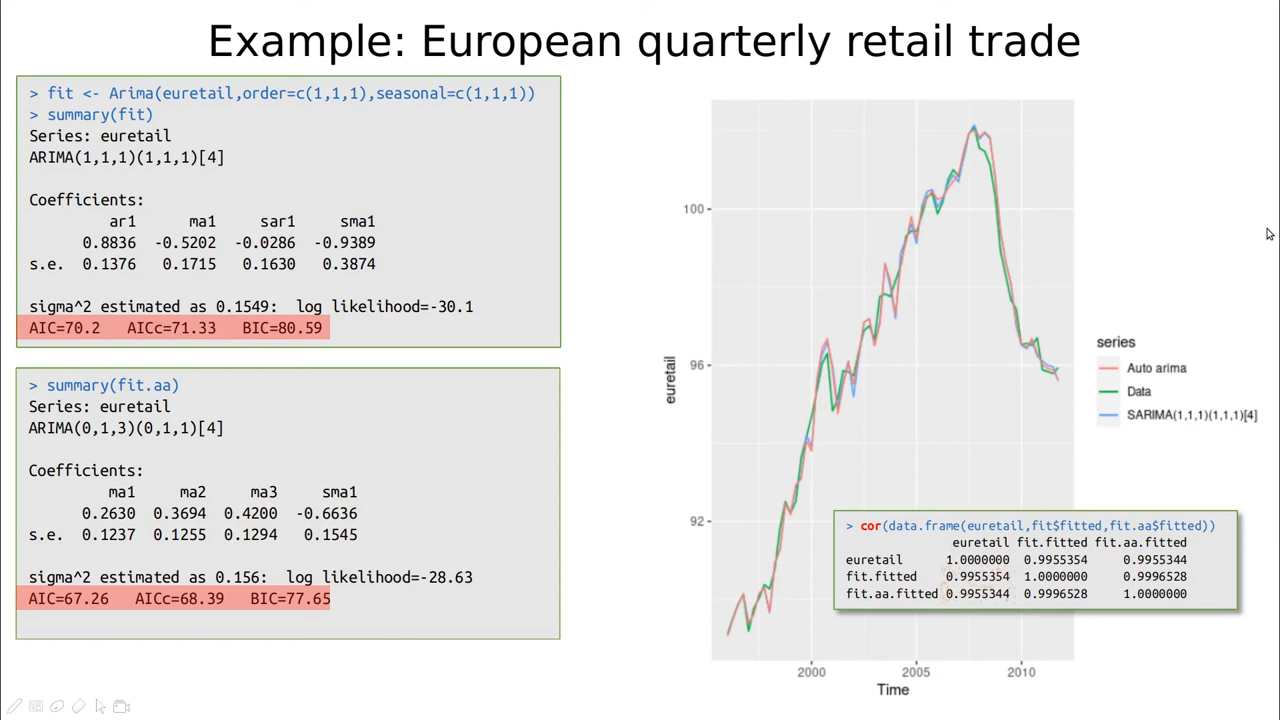 Example: European quarterly retail trade
> fit <- Arima(euretail,order=c(1,1,1),seasonal=c(1,1,1))
> summary(fit)
Series: euretail
ARIMA(1,1,1)(1,1,1)[4]
Coefficients:
ar1 ma1 sar1 sma1
0.8836 -0.5202 -0.0286 -0.9389
s.e. 0.1376 0.1715 0.1630 0.3874
sigma^2 estimated as 0.1549: log likelihood=-30.1
AIC=70.2 AICc=71.33 BIC=80.59
> summary(fit.aa)
Series: euretail
ARIMA(0,1,3)(0,1,1)[4]
Coefficients:
ma1 ma2 ma3 sma1
0.2630 0.3694 0.4200 -0.6636
s.e. 0.1237 0.1255 0.1294 0.1545
sigma^2 estimated as 0.156: log likelihood=-28.63
AIC=67.26 AICc=68.39 BIC=77.65
euretail
100
96
92
2000 2005 2010
Time
series
Auto arima
Data
SARIMA(1,1,1)(1,1,1)[4]
> cor(data.frame(euretail,fit$fitted,fit.aa$fitted))
euretail fit.fitted fit.aa.fitted
euretail 1.0000000 0.9955354 0.9955344
fit.fitted 0.9955354 1.0000000 0.9996528
fit.aa.fitted 0.9955344 0.9996528 1.0000000